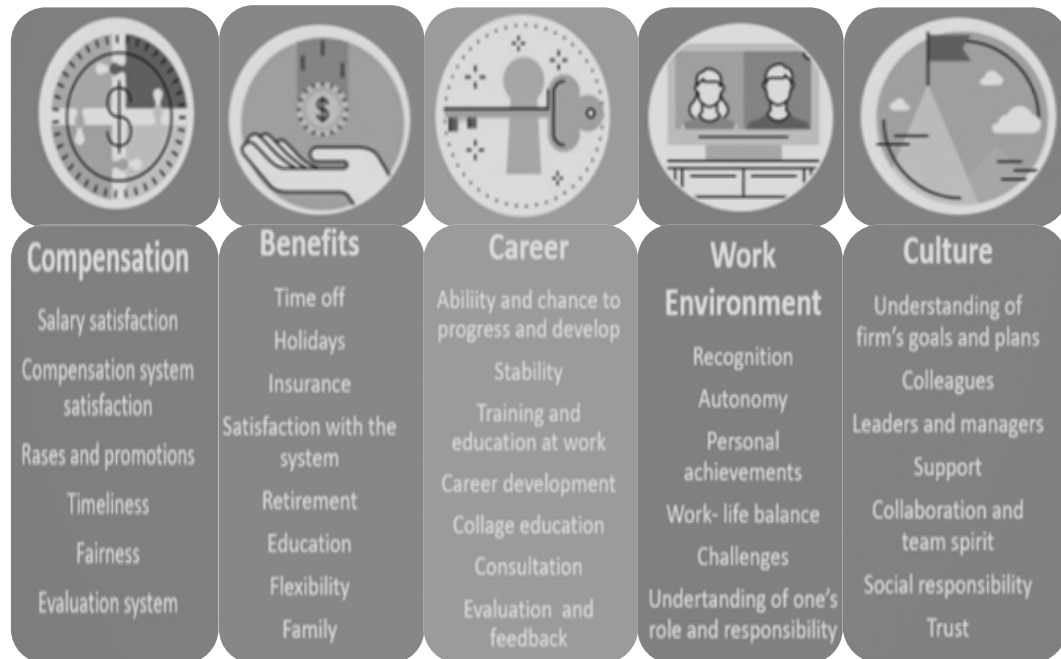 $
$
Compensation
Salary satisfaction
Compensation system
satisfaction
Rases and promotions
Timeliness
Fairness
Evaluation system
Benefits
Time off
Holidays
Insurance
Satisfaction with the
system
Retirement
Education
Flexibility
Family
Career
Abiliity and chance to
progress and develop
Stability
Training and
education at work
Career development
Collage education
Consultation
Evaluation and
feedback
Work
Environment
Recognition
Autonomy
Personal
achievements
Work- life balance
Challenges
Undertanding of one's
role and responsibility
Culture
Understanding of
firm's goals and plans
Colleagues
Leaders and managers
Support
Collaboration and
team spirit
Social responsibility
Trust